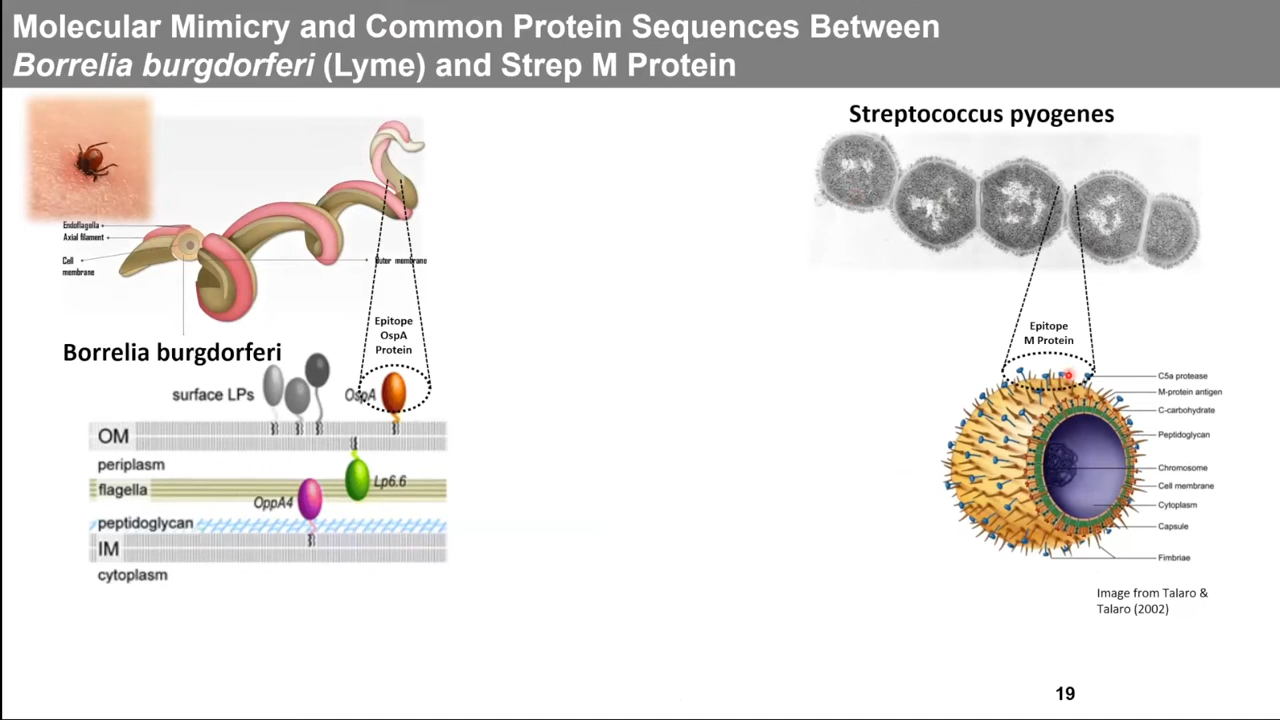 Molecular Mimicry and Common Protein Sequences Between
Borrelia burgdorferi (Lyme) and Strep M Protein
Endoflagella
Axial filament
Cell
membrane
Outer membrane
Epitope
OspA
Protein
Borrelia burgdorferi
surface LPs
OspA
OM
periplasm
flagella
Lp6.6
OppA4
peptidoglycan
IM
cytoplasm
Streptococcus pyogenes
Epitope
M Protein
C5a protease
M-protein antigen
C-carbohydrate
Peptidoglycan
Chromosome
Cell membrane
Cytoplasm
Capsule
Fimbriae
Image from Talaro &
Talaro (2002)
19